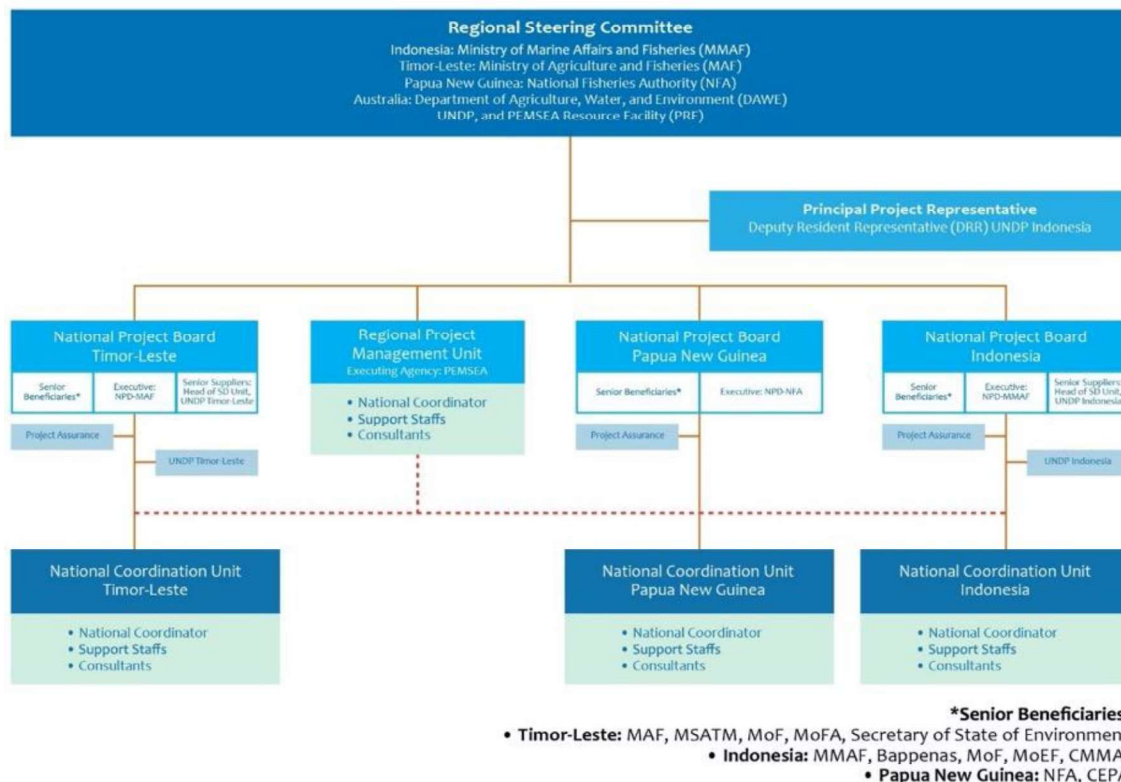 Regional Steering Committee
Indonesia: Ministry of Marine Affairs and Fisheries (MMAF)
Timor-Leste: Ministry of Agriculture and Fisheries (MAF)
Papua New Guinea: National Fisheries Authority (NFA)
Australia: Department of Agriculture, Water, and Environment (DAWE)
UNDP, and PEMSEA Resource Facility (PRF)
Principal Project Representative
Deputy Resident Representative (DRR) UNDP Indonesia
National Project Board
Timor-Leste
Senior
Beneficiaries*
Executive:
NPD-MAF
Senior Suppliers:
Head of SD Unit,
UNDP Timor-Leste
Project Assurance
UNDP Timor-Leste
Regional Project
Management Unit
Executing Agency: PEMSEA
• National Coordinator
• Support Staffs
• Consultants
National Project Board
Papua New Guinea
Senior Beneficiaries*
Executive: NPD-NFA
Project Assurance
National Project Board
Indonesia
Senior
Beneficiaries*
Executive:
NPD-MMAF
Senior Suppliers:
Head of SD Unit,
UNDP Indonesia
Project Assurance
UNDP Indonesia
National Coordination Unit
Timor-Leste
• National Coordinator
• Support Staffs
• Consultants
National Coordination Unit
Papua New Guinea
• National Coordinator
• Support Staffs
• Consultants
National Coordination Unit
Indonesia
• National Coordinator
• Support Staffs
• Consultants
*Senior Beneficiaries
• Timor-Leste: MAF, MSATM, MoF, MoFA, Secretary of State of Environmen
• Indonesia: MMAF, Bappenas, MoF, MoEF, CMMA
• Papua New Guinea: NFA, CEPA